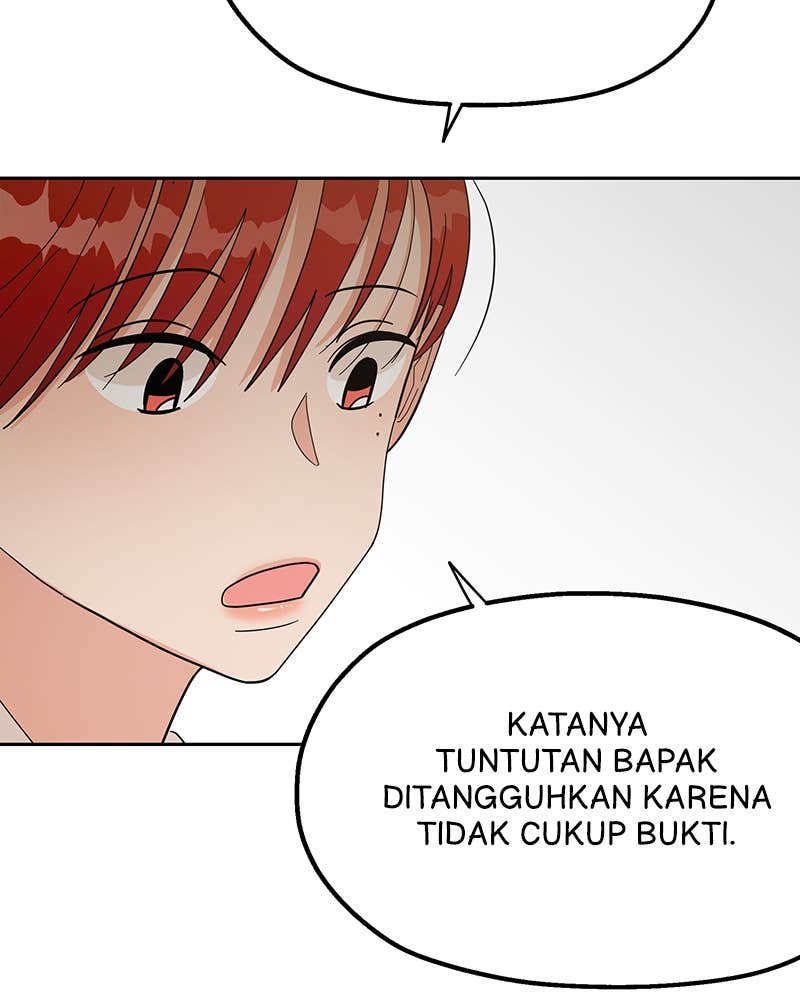 KATANYA
TUNTUTAN BAPAK
DITANGGUHKAN KARENA
TIDAK CUKUP BUKTI.